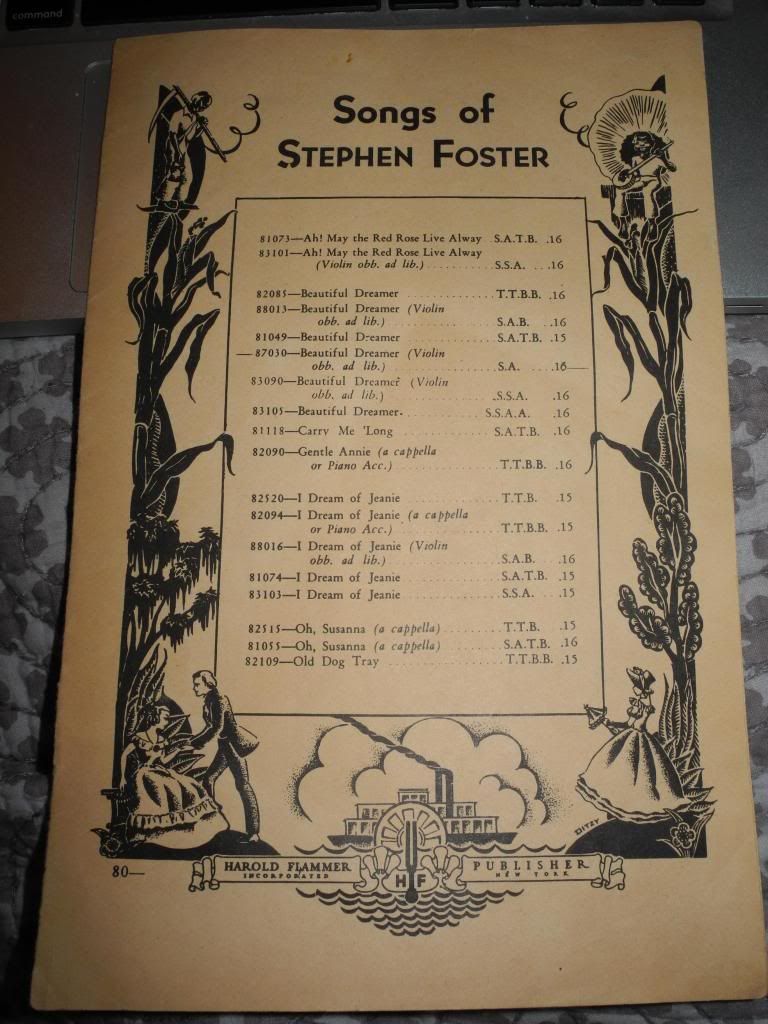 command
Songs of
STEPHEN FOSTER
81073—Ah! May the Red Rose Live Alway S.A.T.B. .16
83101—Ah! May the Red Rose Live Alway
(Violin obb. ad lib.) .......... S.S.A. ... .16
82085—Beautiful Dreamer ............ T.T.B.B. .16
88013—Beautiful Dreamer (Violin
obb. ad lib.) ............ S.A.B. .16
81049—Beautiful Dreamer ............ S.A.T.B. .15
87030—Beautiful Dreamer (Violin
obb. ad lib.) ............ S.A. ... .16
83090—Beautiful Dreamer (Violin
obb. ad lib.) ............ S.S.A. .16
83105—Beautiful Dreamer ............ S.S.A.A. .16
81118—Carry Me 'Long ............ S.A.T.B. .16
82090—Gentle Annie (a cappella
or Piano Acc.) ............ T.T.B.B. .16
82520—I Dream of Jeanie ............ T.T.B. .15
82094—I Dream of Jeanie (a cappella
or Piano Acc.) ............ T.T.B.B. .15
88016—I Dream of Jeanie (Violin
obb. ad lib.) ............ S.A.B. .16
81074—I Dream of Jeanie ............ S.A.T.B. .15
83103—I Dream of Jeanie ............ S.S.A. .15
82515—Oh, Susanna (a cappella) ......... T.T.B. .15
81055—Oh, Susanna (a cappella) ......... S.A.T.B. .16
82109—Old Dog Tray ............ T.T.B.B. .15
DITZY
80—
HAROLD FLAMMER
INCORPORATED
HF
PUBLISHER
NEW YORK